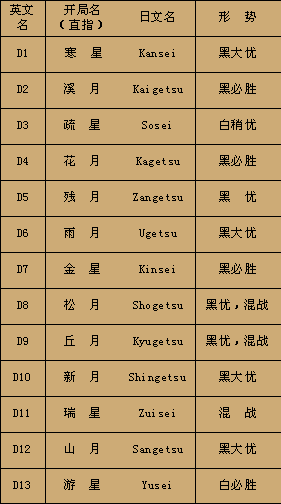 英文名 开局名（直指） 日文名 形 势
D1 寒 星 Kansei 黑大优
D2 溪 月 Kaigetsu 黑必胜
D3 疏 星 Sosei 白稍优
D4 花 月 Kagetsu 黑必胜
D5 残 月 Zangetsu 黑 优
D6 雨 月 Ugetsu 黑大优
D7 金 星 Kinsei 黑必胜
D8 松 月 Shogetsu 黑优，混战
D9 丘 月 Kyugetsu 黑优，混战
D10 新 月 Shingetsu 黑大优
D11 瑞 星 Zuisei 混 战
D12 山 月 Sangetsu 黑大优
D13 游 星 Yusei 白必胜